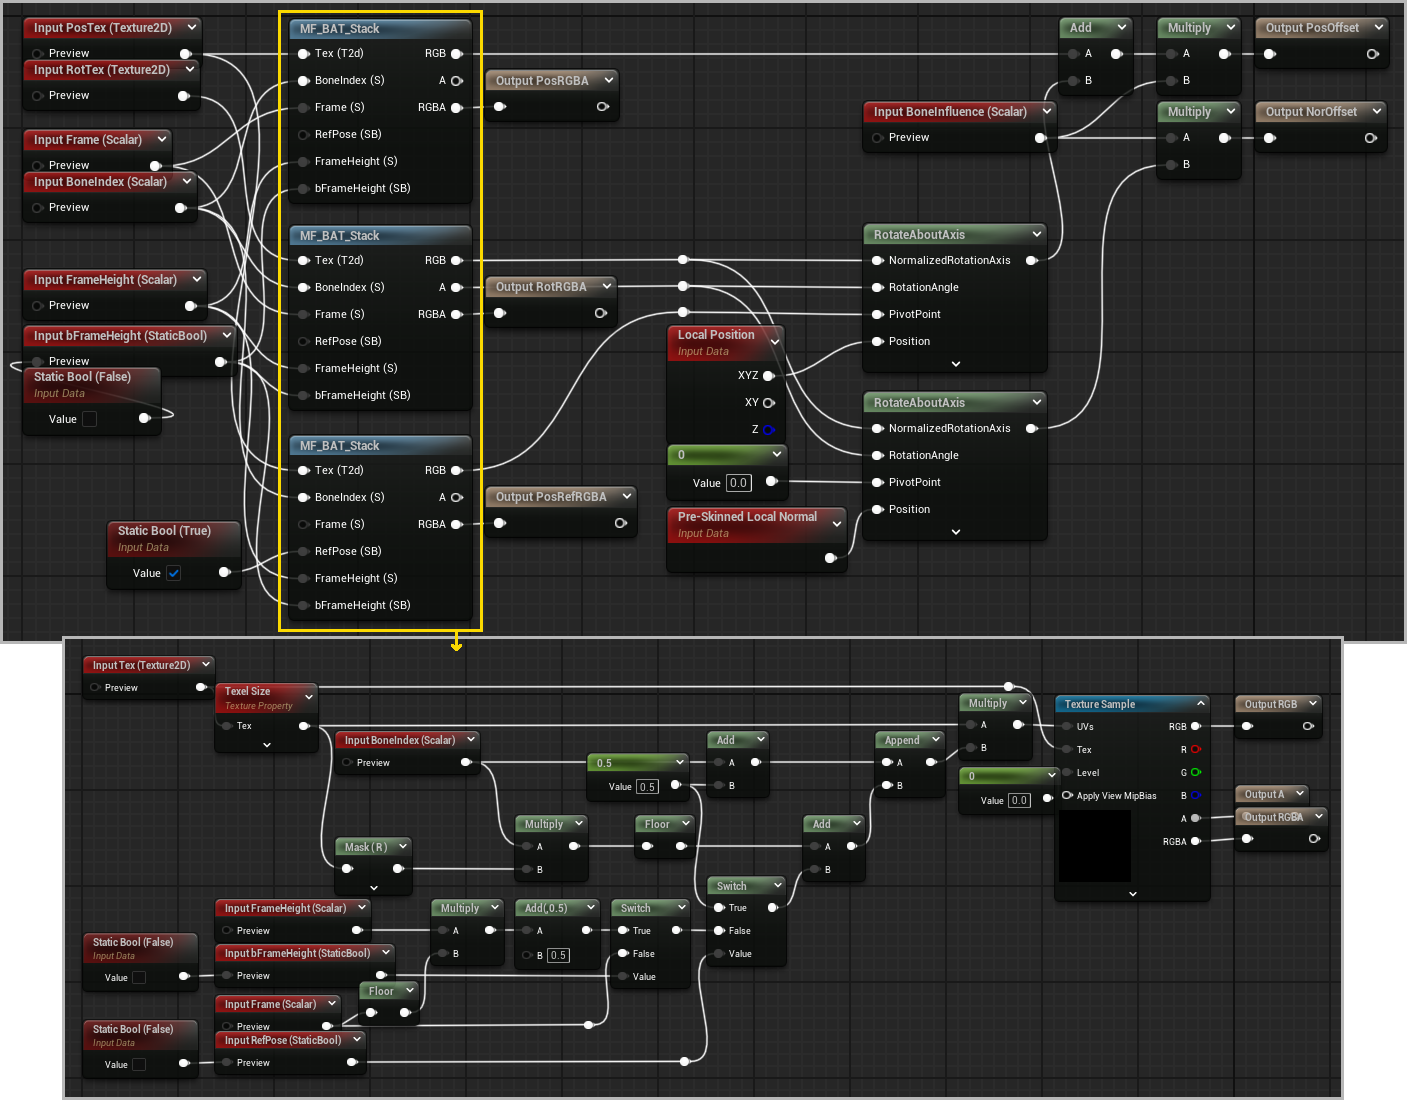 Input PosTex (Texture2D)
Preview
Input RotTex (Texture2D)
Preview
Input Frame (Scalar)
Preview
Input BoneIndex (Scalar)
Preview
Input FrameHeight (Scalar)
Preview
Input bFrameHeight (StaticBool)
Preview
Static Bool (False)
Input Data
Value
Static Bool (True)
Input Data
Value
MF_BAT_Stack
Tex (T2d) RGB
BoneIndex (S) A
Frame (S) RGBA
RefPose (SB)
FrameHeight (S)
bFrameHeight (SB)
MF_BAT_Stack
Tex (T2d) RGB
BoneIndex (S) A
Frame (S) RGBA
RefPose (SB)
FrameHeight (S)
bFrameHeight (SB)
MF_BAT_Stack
Tex (T2d) RGB
BoneIndex (S) A
Frame (S) RGBA
RefPose (SB)
FrameHeight (S)
bFrameHeight (SB)
Output PosRGBA
Output RotRGBA
Output PosRefRGBA
Local Position
Input Data
XYZ
XY
Z
0
Value 0.0
Pre-Skinned Local Normal
Input Data
Input BoneInfluence (Scalar)
Preview
RotateAboutAxis
NormalizedRotationAxis
RotationAngle
PivotPoint
Position
RotateAboutAxis
NormalizedRotationAxis
RotationAngle
PivotPoint
Position
Add
A
B
Multiply
A
B
Output PosOffset
Multiply
A
B
Output NorOffset
Input Tex (Texture2D)
Preview
Texel Size
Texture Property
Tex
Input BoneIndex (Scalar)
Preview
Mask ( R )
0.5
Value 0.5
Add
A
B
Multiply
A
B
Floor
Add
A
B
Append
A
B
Multiply
A
B
0
Value 0.0
Texture Sample
UVs RGB
Tex R
Level G
Apply View MipBias B
A
RGBA
Output RGB
Output A
Output RGBA
Input FrameHeight (Scalar)
Preview
Static Bool (False)
Input Data
Value
Input bFrameHeight (StaticBool)
Preview
Input Frame (Scalar)
Preview
Static Bool (False)
Input Data
Value
Input RefPose (StaticBool)
Preview
Floor
Multiply
A
B
Add(,0.5)
A
B 0.5
Switch
True
False
Value
Switch
True
False
Value